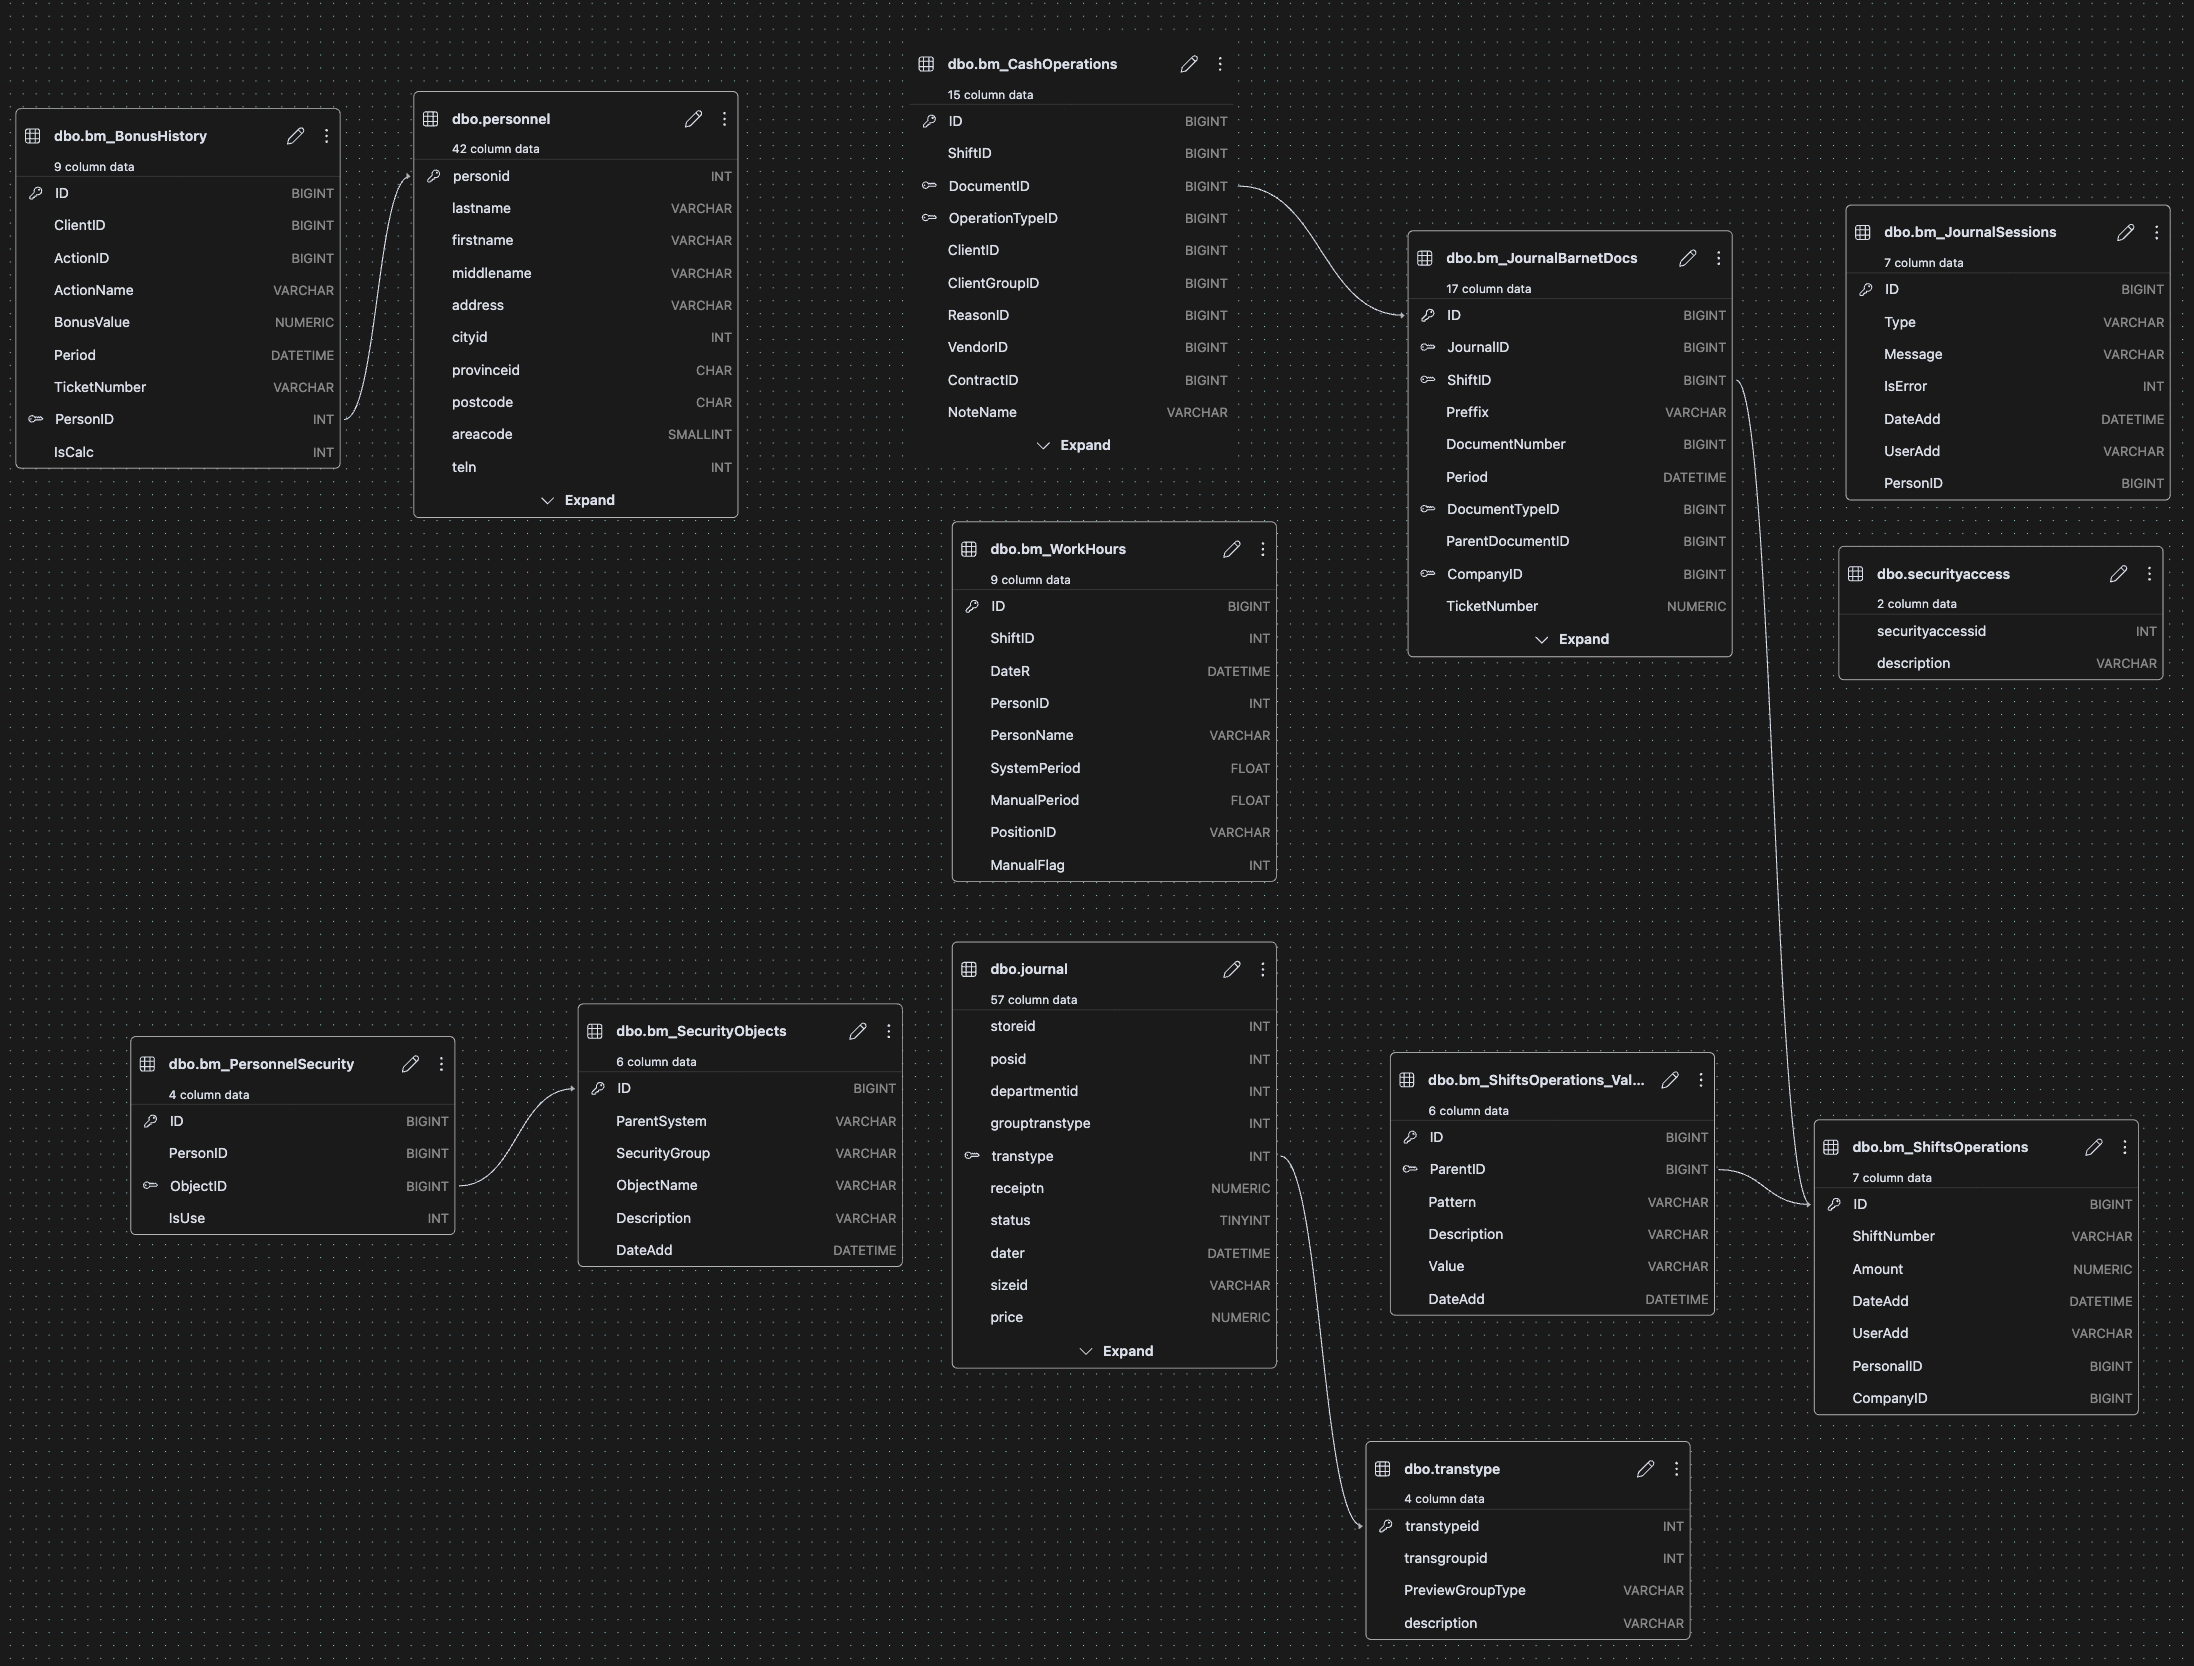 dbo.bm_BonusHistory
9 column data
ID BIGINT
ClientID BIGINT
ActionID BIGINT
ActionName VARCHAR
BonusValue NUMERIC
Period DATETIME
TicketNumber VARCHAR
PersonID INT
IsCalc INT
dbo.personnel
42 column data
personid INT
lastname VARCHAR
firstname VARCHAR
middlename VARCHAR
address VARCHAR
cityid INT
provinceid CHAR
postcode CHAR
areacode SMALLINT
teln INT
Expand
dbo.bm_CashOperations
15 column data
ID BIGINT
ShiftID BIGINT
DocumentID BIGINT
OperationTypeID BIGINT
ClientID BIGINT
ClientGroupID BIGINT
ReasonID BIGINT
VendorID BIGINT
ContractID BIGINT
NoteName VARCHAR
Expand
dbo.bm_JournalBarnetDocs
17 column data
ID BIGINT
JournalID BIGINT
ShiftID BIGINT
Preffix VARCHAR
DocumentNumber BIGINT
Period DATETIME
DocumentTypeID BIGINT
ParentDocumentID BIGINT
CompanyID BIGINT
TicketNumber NUMERIC
Expand
dbo.bm_JournalSessions
7 column data
ID BIGINT
Type VARCHAR
Message VARCHAR
IsError INT
DateAdd DATETIME
UserAdd VARCHAR
PersonID BIGINT
dbo.bm_WorkHours
9 column data
ID BIGINT
ShiftID INT
DateR DATETIME
PersonID INT
PersonName VARCHAR
SystemPeriod FLOAT
ManualPeriod FLOAT
PositionID VARCHAR
ManualFlag INT
dbo.securityaccess
2 column data
securityaccessid INT
description VARCHAR
dbo.bm_PersonnelSecurity
4 column data
ID BIGINT
PersonID BIGINT
ObjectID BIGINT
IsUse INT
dbo.bm_SecurityObjects
6 column data
ID BIGINT
ParentSystem VARCHAR
SecurityGroup VARCHAR
ObjectName VARCHAR
Description VARCHAR
DateAdd DATETIME
dbo.journal
57 column data
storeid INT
posid INT
departmentid INT
grouptranstype INT
transtype INT
receiptn NUMERIC
status TINYINT
dater DATETIME
sizeid VARCHAR
price NUMERIC
Expand
dbo.bm_ShiftsOperations_Val...
6 column data
ID BIGINT
ParentID BIGINT
Pattern VARCHAR
Description VARCHAR
Value VARCHAR
DateAdd DATETIME
dbo.bm_ShiftsOperations
7 column data
ID BIGINT
ShiftNumber VARCHAR
Amount NUMERIC
DateAdd DATETIME
UserAdd VARCHAR
PersonalID BIGINT
CompanyID BIGINT
dbo.transtype
4 column data
transtypeid INT
transgroupid INT
PreviewGroupType VARCHAR
description VARCHAR